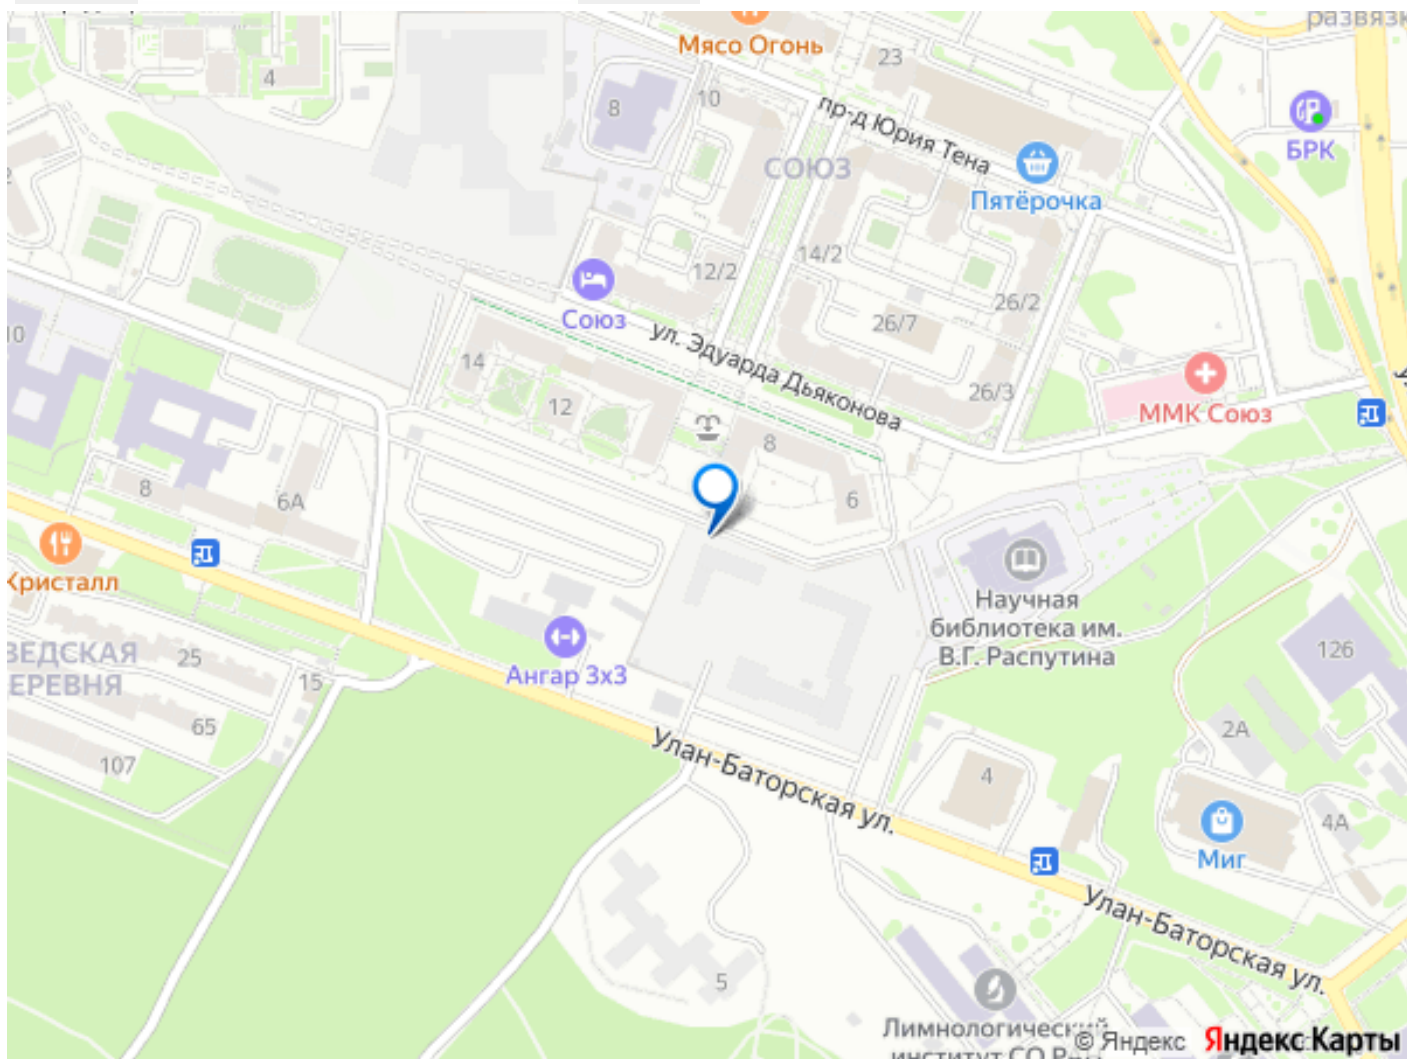 развязк
Мясо Огонь
23
4
8
10
пр-д Юрия Тена
БРК
СОЮЗ
Пятёрочка
14/2
12/2
26/2
Союз
ул. Эдуарда Дьяконова
26/7
10
14
26/3
12
ММК Союз
8
8
6А
6
Кристалл
Научная
библиотека им.
В.Г. Распутина
ВЕДСКАЯ
ЕРЕВНЯ
25
15
Ангар 3х3
126
65
2А
107
Улан-Баторская ул.
4
4А
Миг
Улан-Баторская ул.
5
Лимнологический
институт СО
© Яндекс Яндекс Карты